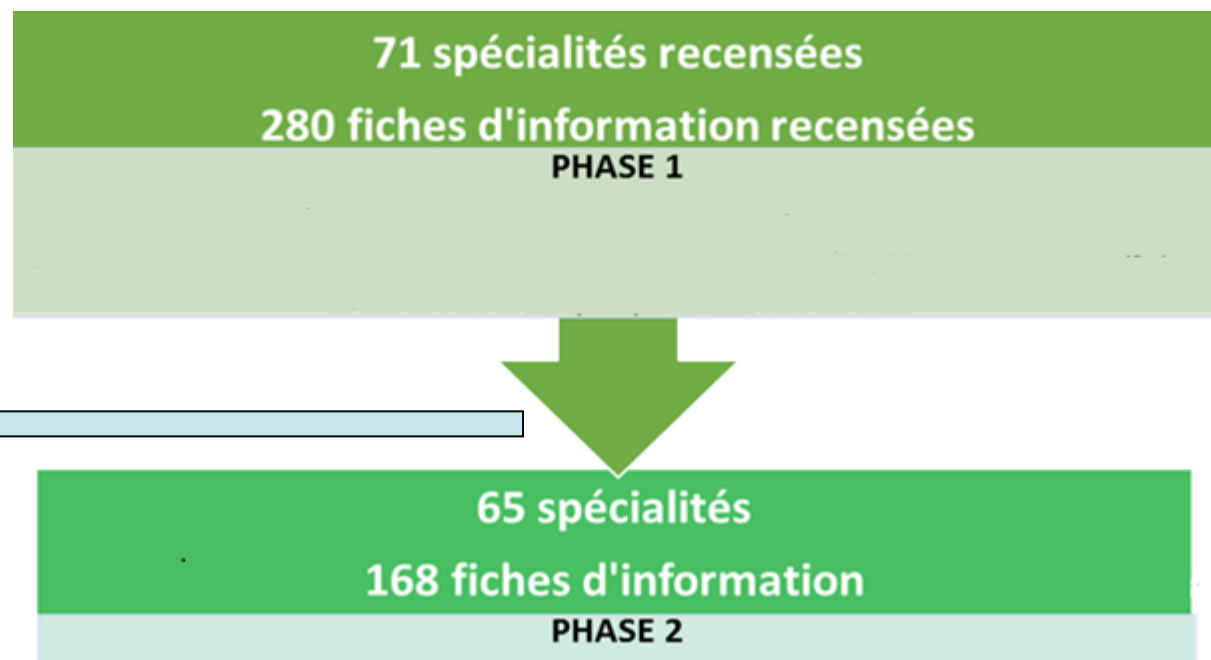 71 spécialités recensées
280 fiches d'information recensées
PHASE 1
65 spécialités
168 fiches d'information
PHASE 2